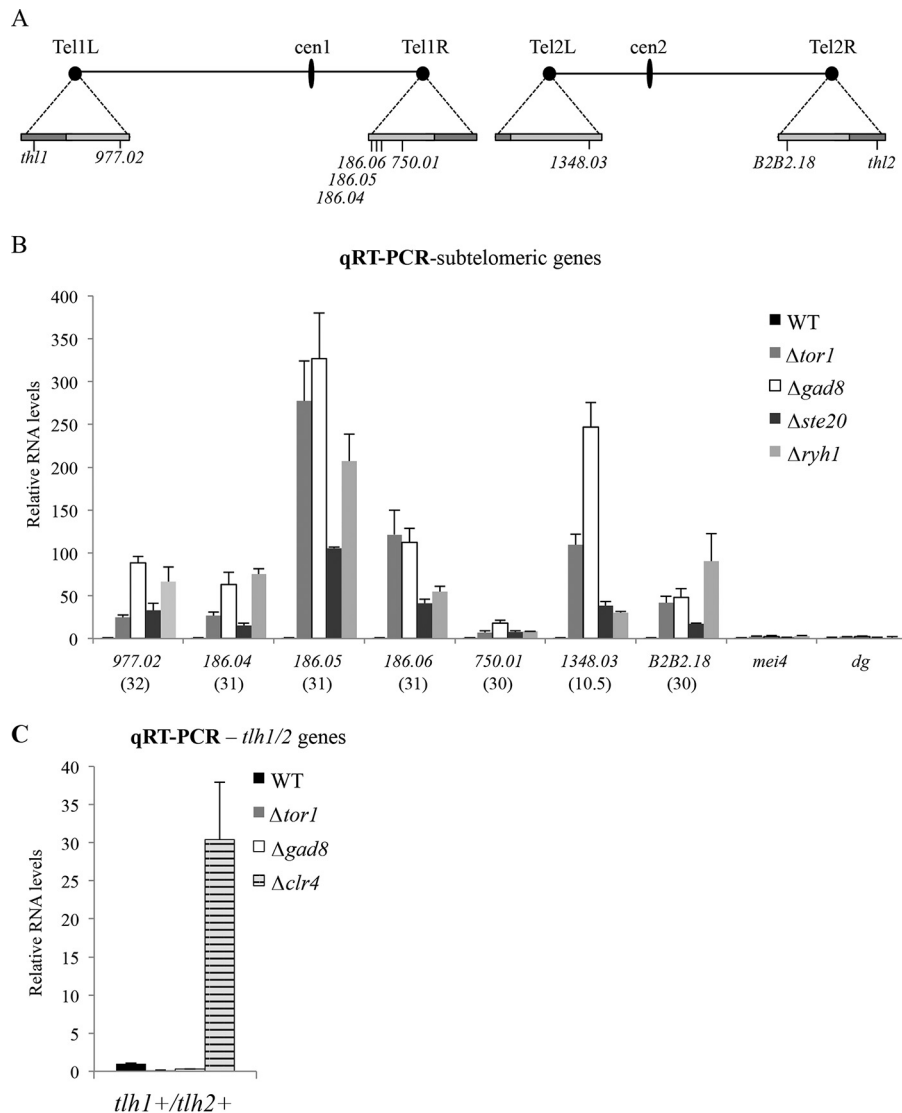 A
Tel1L cen1 Tel1R Tel2L cen2 Tel2R
thl1 977.02 186.06 750.01 1348.03 B2B2.18 thl2
186.05
186.04
B
qRT-PCR-subtelomeric genes
Relative RNA levels
400
350
300
250
200
150
100
50
0
WT
Δtor1
Δgad8
Δste20
Δryh1
977.02 186.04 186.05 186.06 750.01 1348.03 B2B2.18 mei4 dg
(32) (31) (31) (31) (30) (10.5) (30)
C
qRT-PCR – tlh1/2 genes
Relative RNA levels
40
35
30
25
20
15
10
5
0
WT
Δtor1
Δgad8
Δclr4
tlh1+/tlh2+